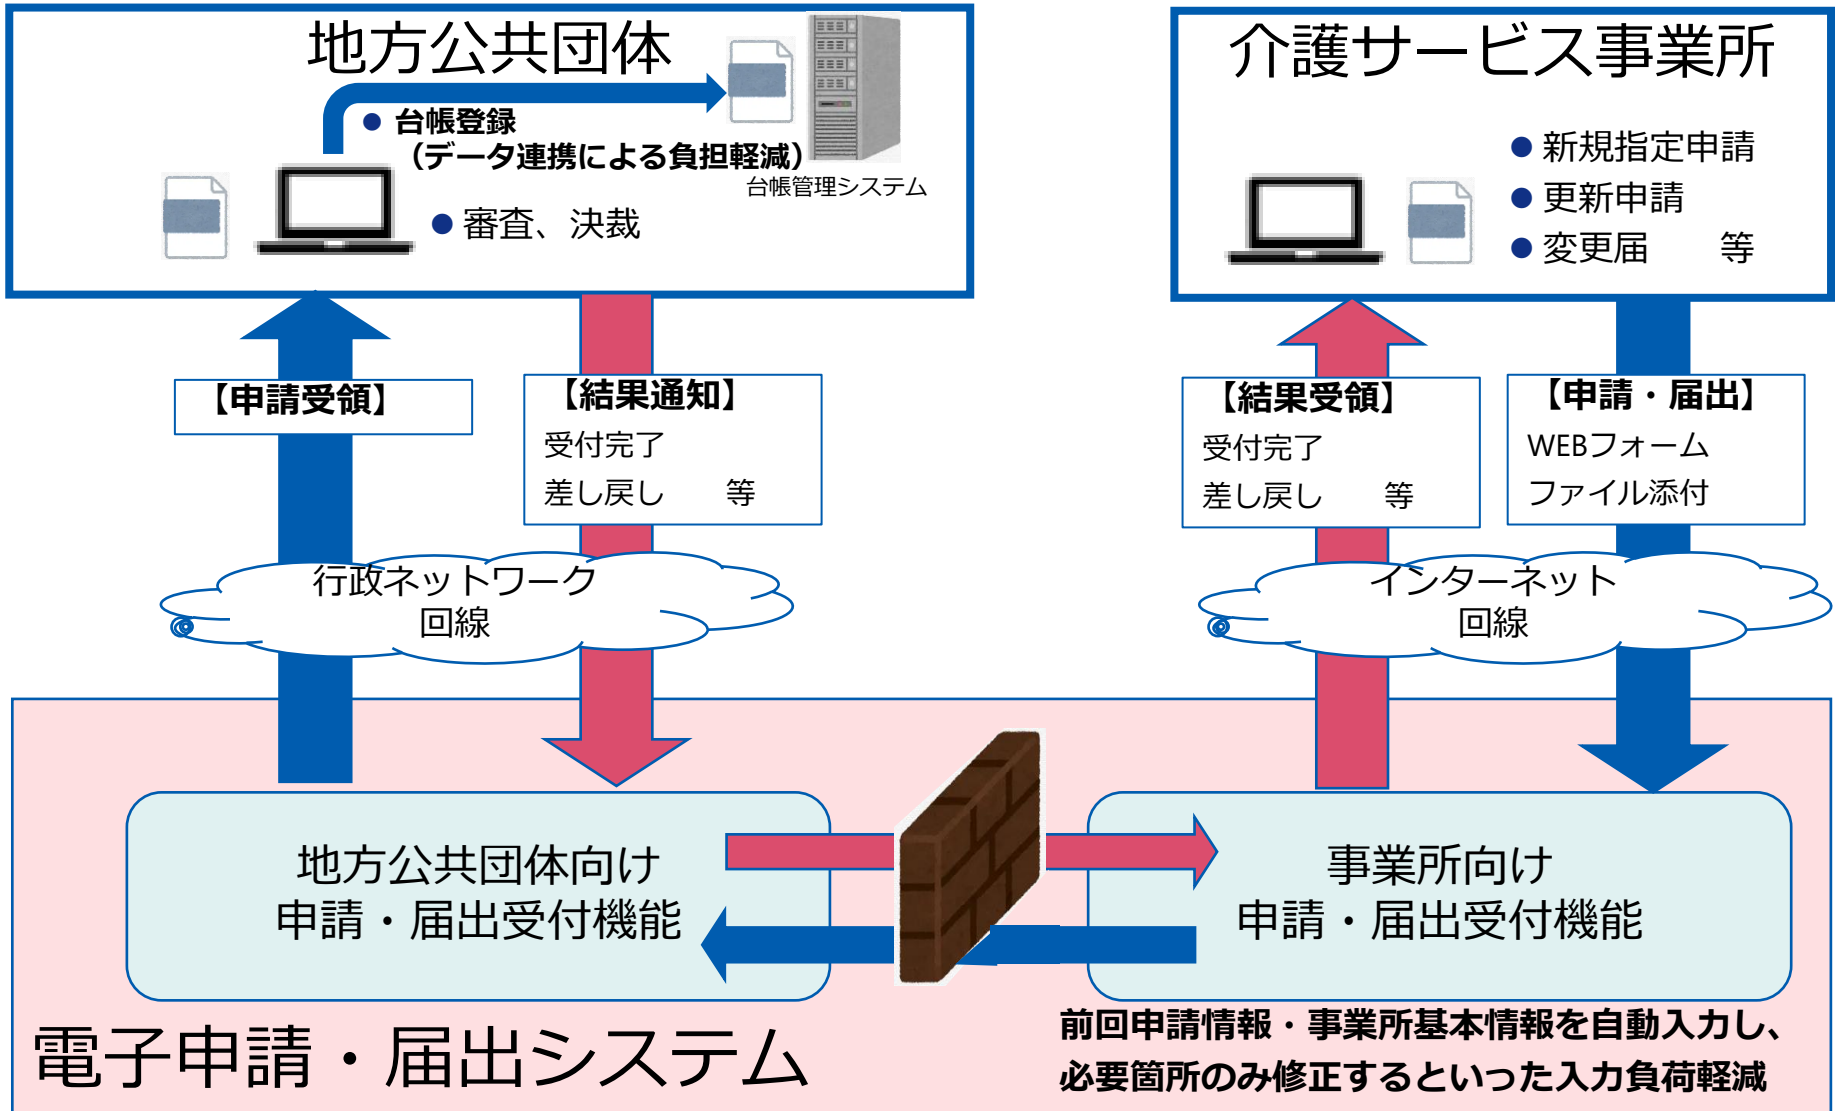 地方公共団体
● 台帳登録
（データ連携による負担軽減）
台帳管理システム
● 審査、決裁
介護サービス事業所
● 新規指定申請
● 更新申請
● 変更届　　等
【申請受領】
【結果通知】
受付完了
差し戻し　　等
【結果受領】
受付完了
差し戻し　　等
【申請・届出】
WEBフォーム
ファイル添付
行政ネットワーク
回線
インターネット
回線
地方公共団体向け
申請・届出受付機能
事業所向け
申請・届出受付機能
電子申請・届出システム
前回申請情報・事業所基本情報を自動入力し、
必要箇所のみ修正するといった入力負荷軽減